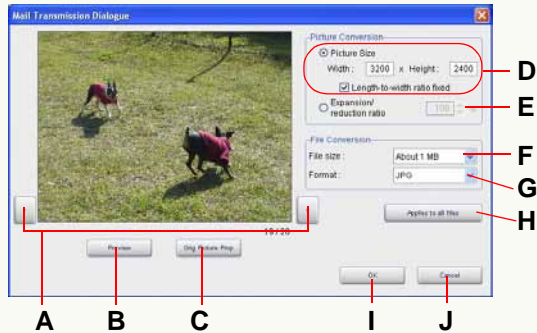 Mail Transmission Dialogue
Picture Conversion
Picture Size
Width : 3200 x Height : 2400
Length-to-width ratio fixed
Expansion/
reduction ratio 100
File Conversion
File size : About 1 MB
Format : JPG
19/20
Applies to all files
Preview
Orig. Picture Prop.
OK
Cancel
D
E
F
G
H
A
B
C
I
J